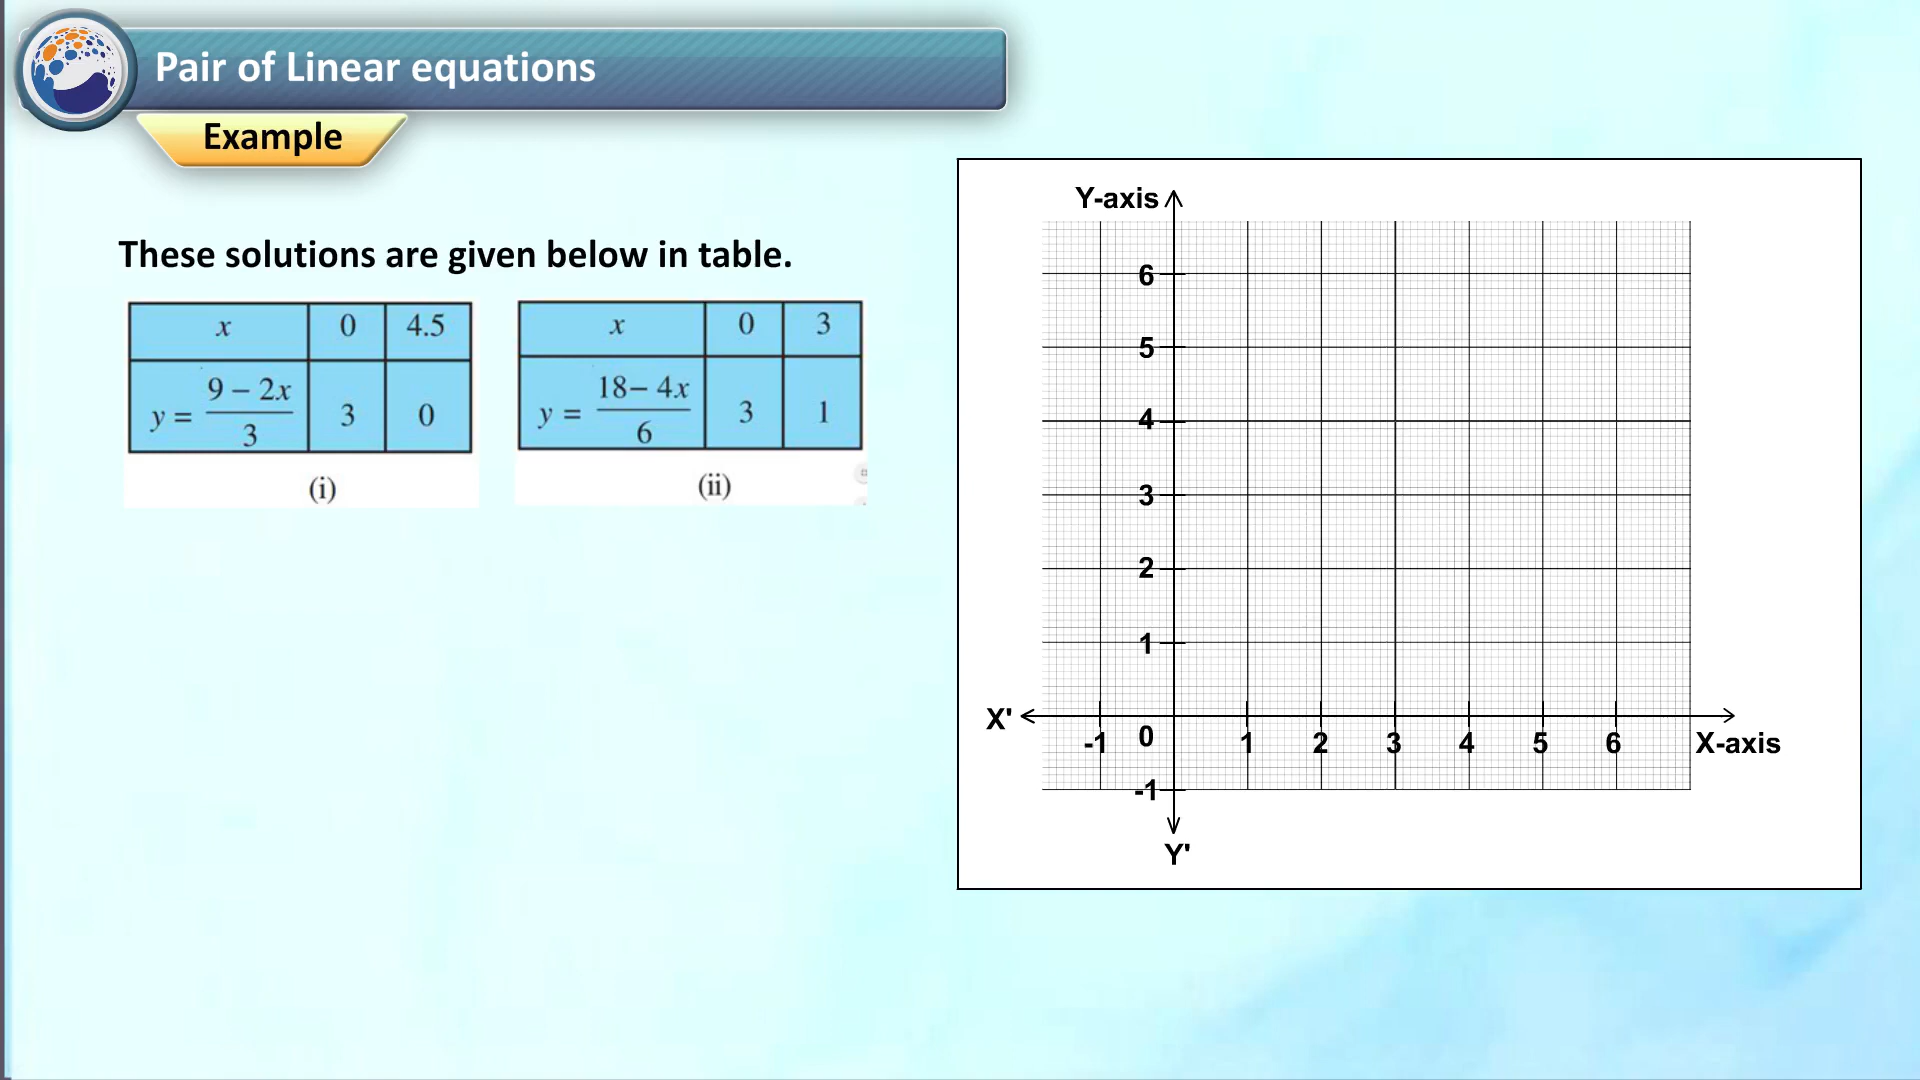 Pair of Linear equations
Example
These solutions are given below in table.
x 0 4.5
y = 9 – 2x / 3 3 0
(i)
x 0 3
y = 18– 4x / 6 3 1
(ii)
Y-axis
6
5
4
3
2
1
X'
-1 0 1 2 3 4 5 6 X-axis
-1
Y'